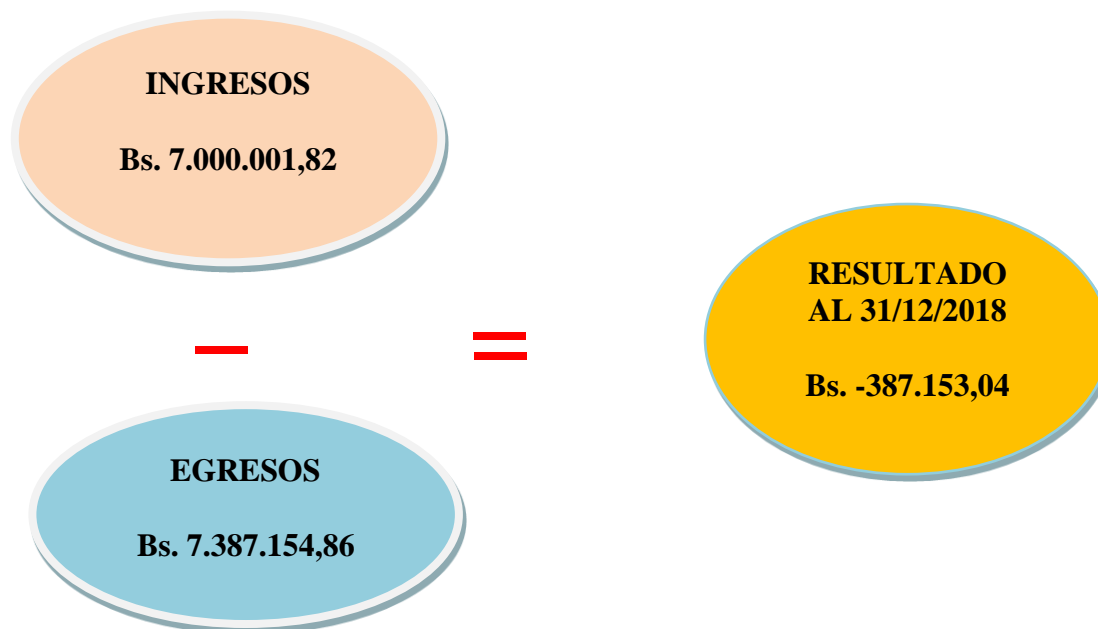 INGRESOS
Bs. 7.000.001,82
RESULTADO
AL 31/12/2018
Bs. -387.153,04
EGRESOS
Bs. 7.387.154,86